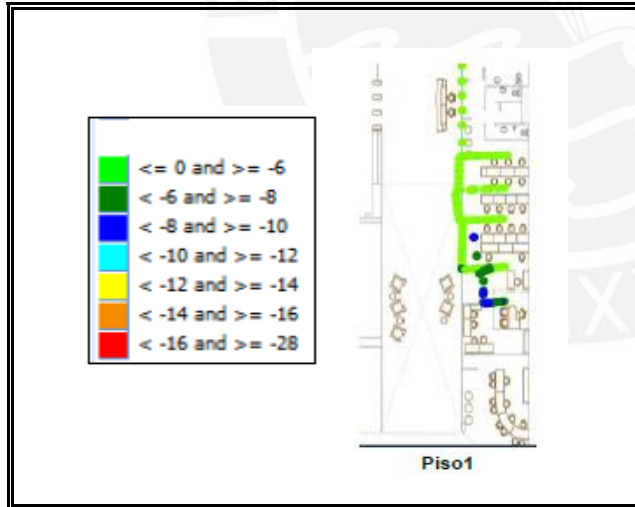 <= 0 and >= -6
< -6 and >= -8
< -8 and >= -10
< -10 and >= -12
< -12 and >= -14
< -14 and >= -16
< -16 and >= -28
Piso1